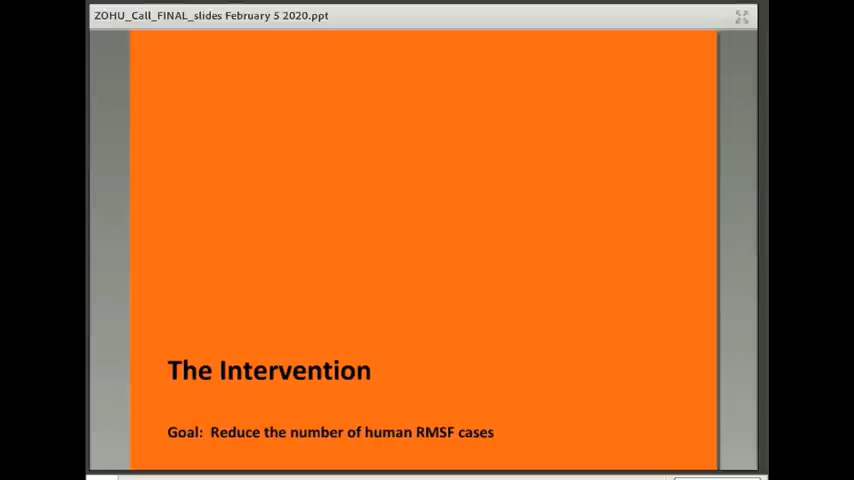 ZOHU_Call_FINAL_slides February 5 2020.ppt
The Intervention
Goal: Reduce the number of human RMSF cases